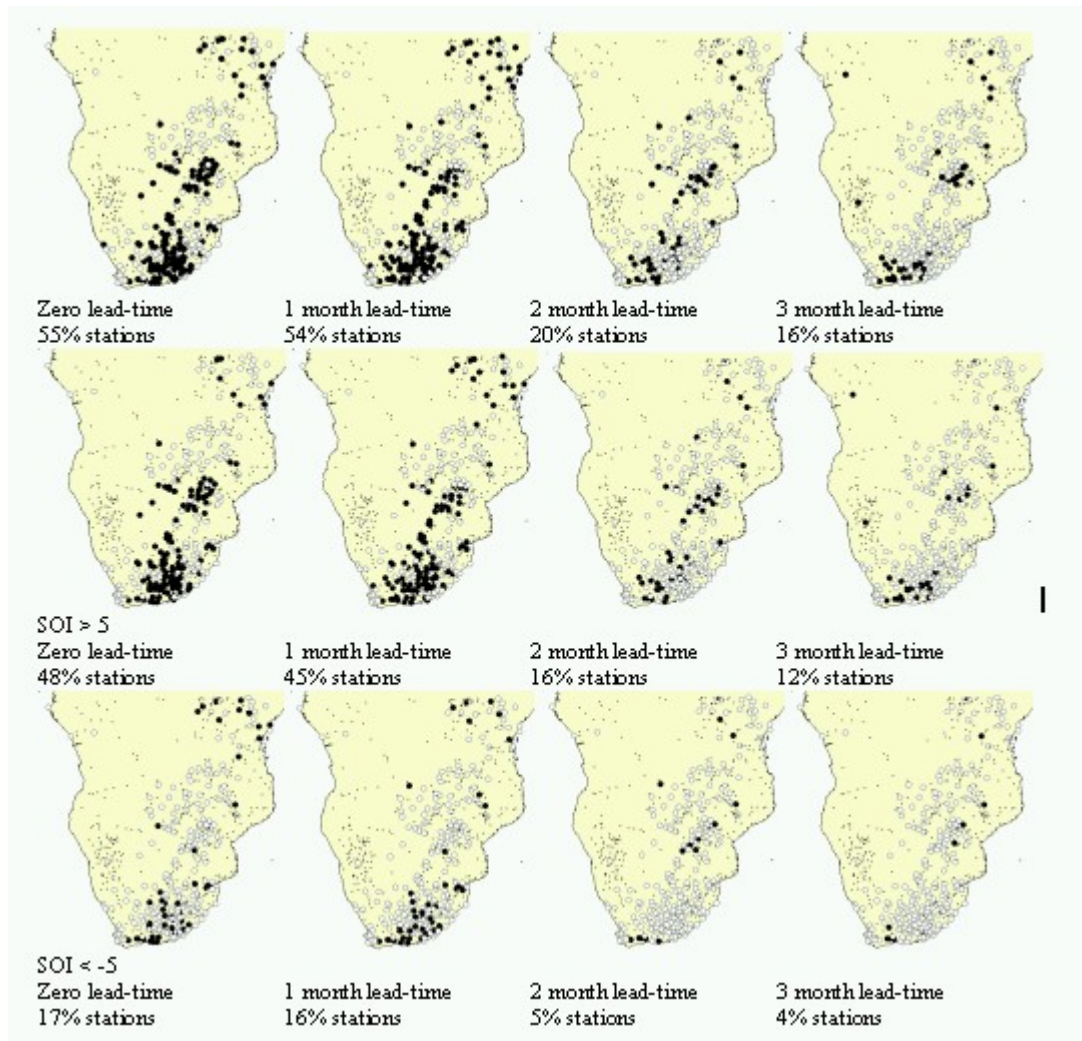 Zero lead-time 1 month lead-time 2 month lead-time 3 month lead-time
55% stations 54% stations 20% stations 16% stations
SOI > 5
Zero lead-time 1 month lead-time 2 month lead-time 3 month lead-time
48% stations 45% stations 16% stations 12% stations
SOI < -5
Zero lead-time 1 month lead-time 2 month lead-time 3 month lead-time
17% stations 16% stations 5% stations 4% stations